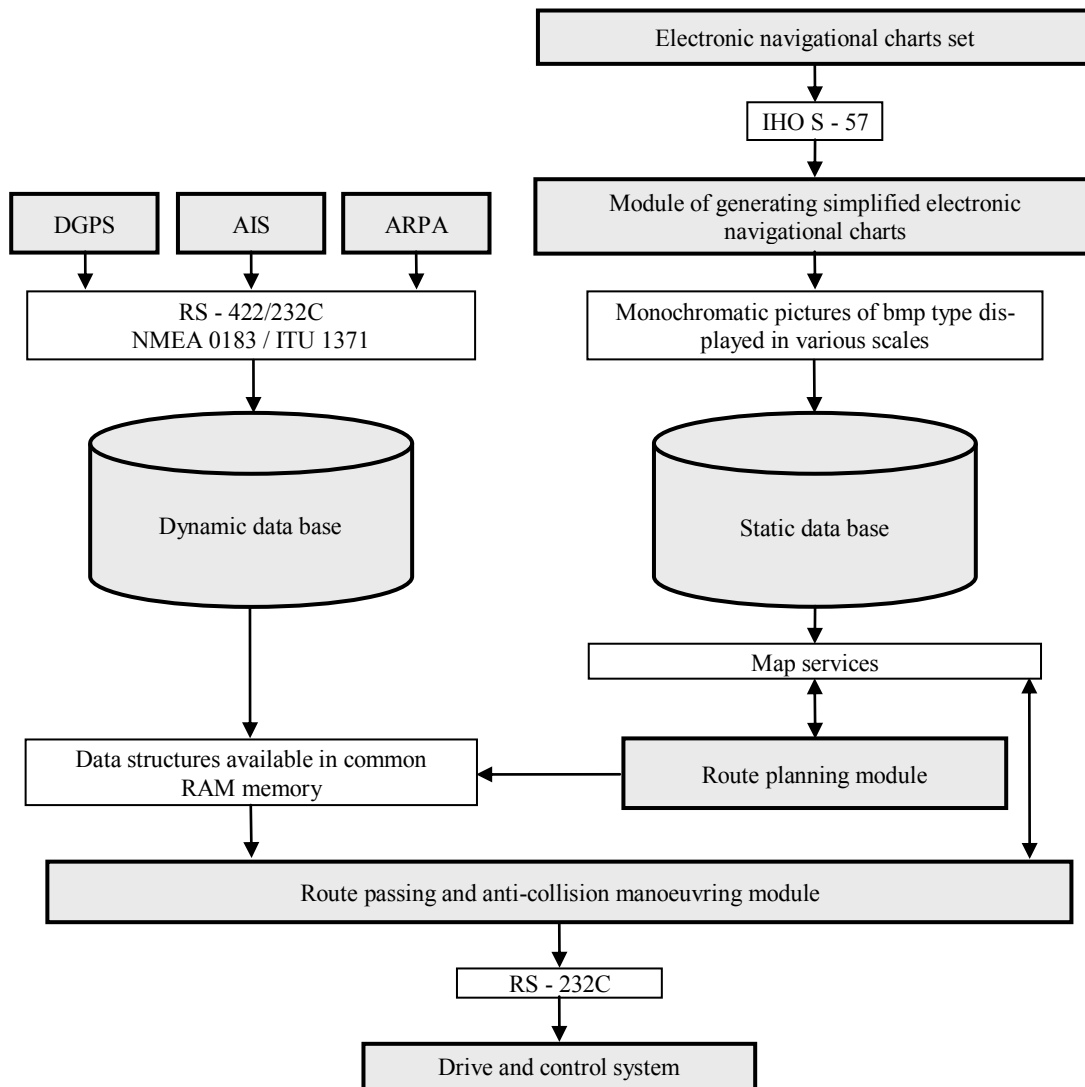 Electronic navigational charts set
IHO S - 57
Module of generating simplified electronic
navigational charts
DGPS
AIS
ARPA
RS - 422/232C
NMEA 0183 / ITU 1371
Monochromatic pictures of bmp type dis-
played in various scales
Dynamic data base
Static data base
Map services
Data structures available in common
RAM memory
Route planning module
Route passing and anti-collision manoeuvring module
RS - 232C
Drive and control system